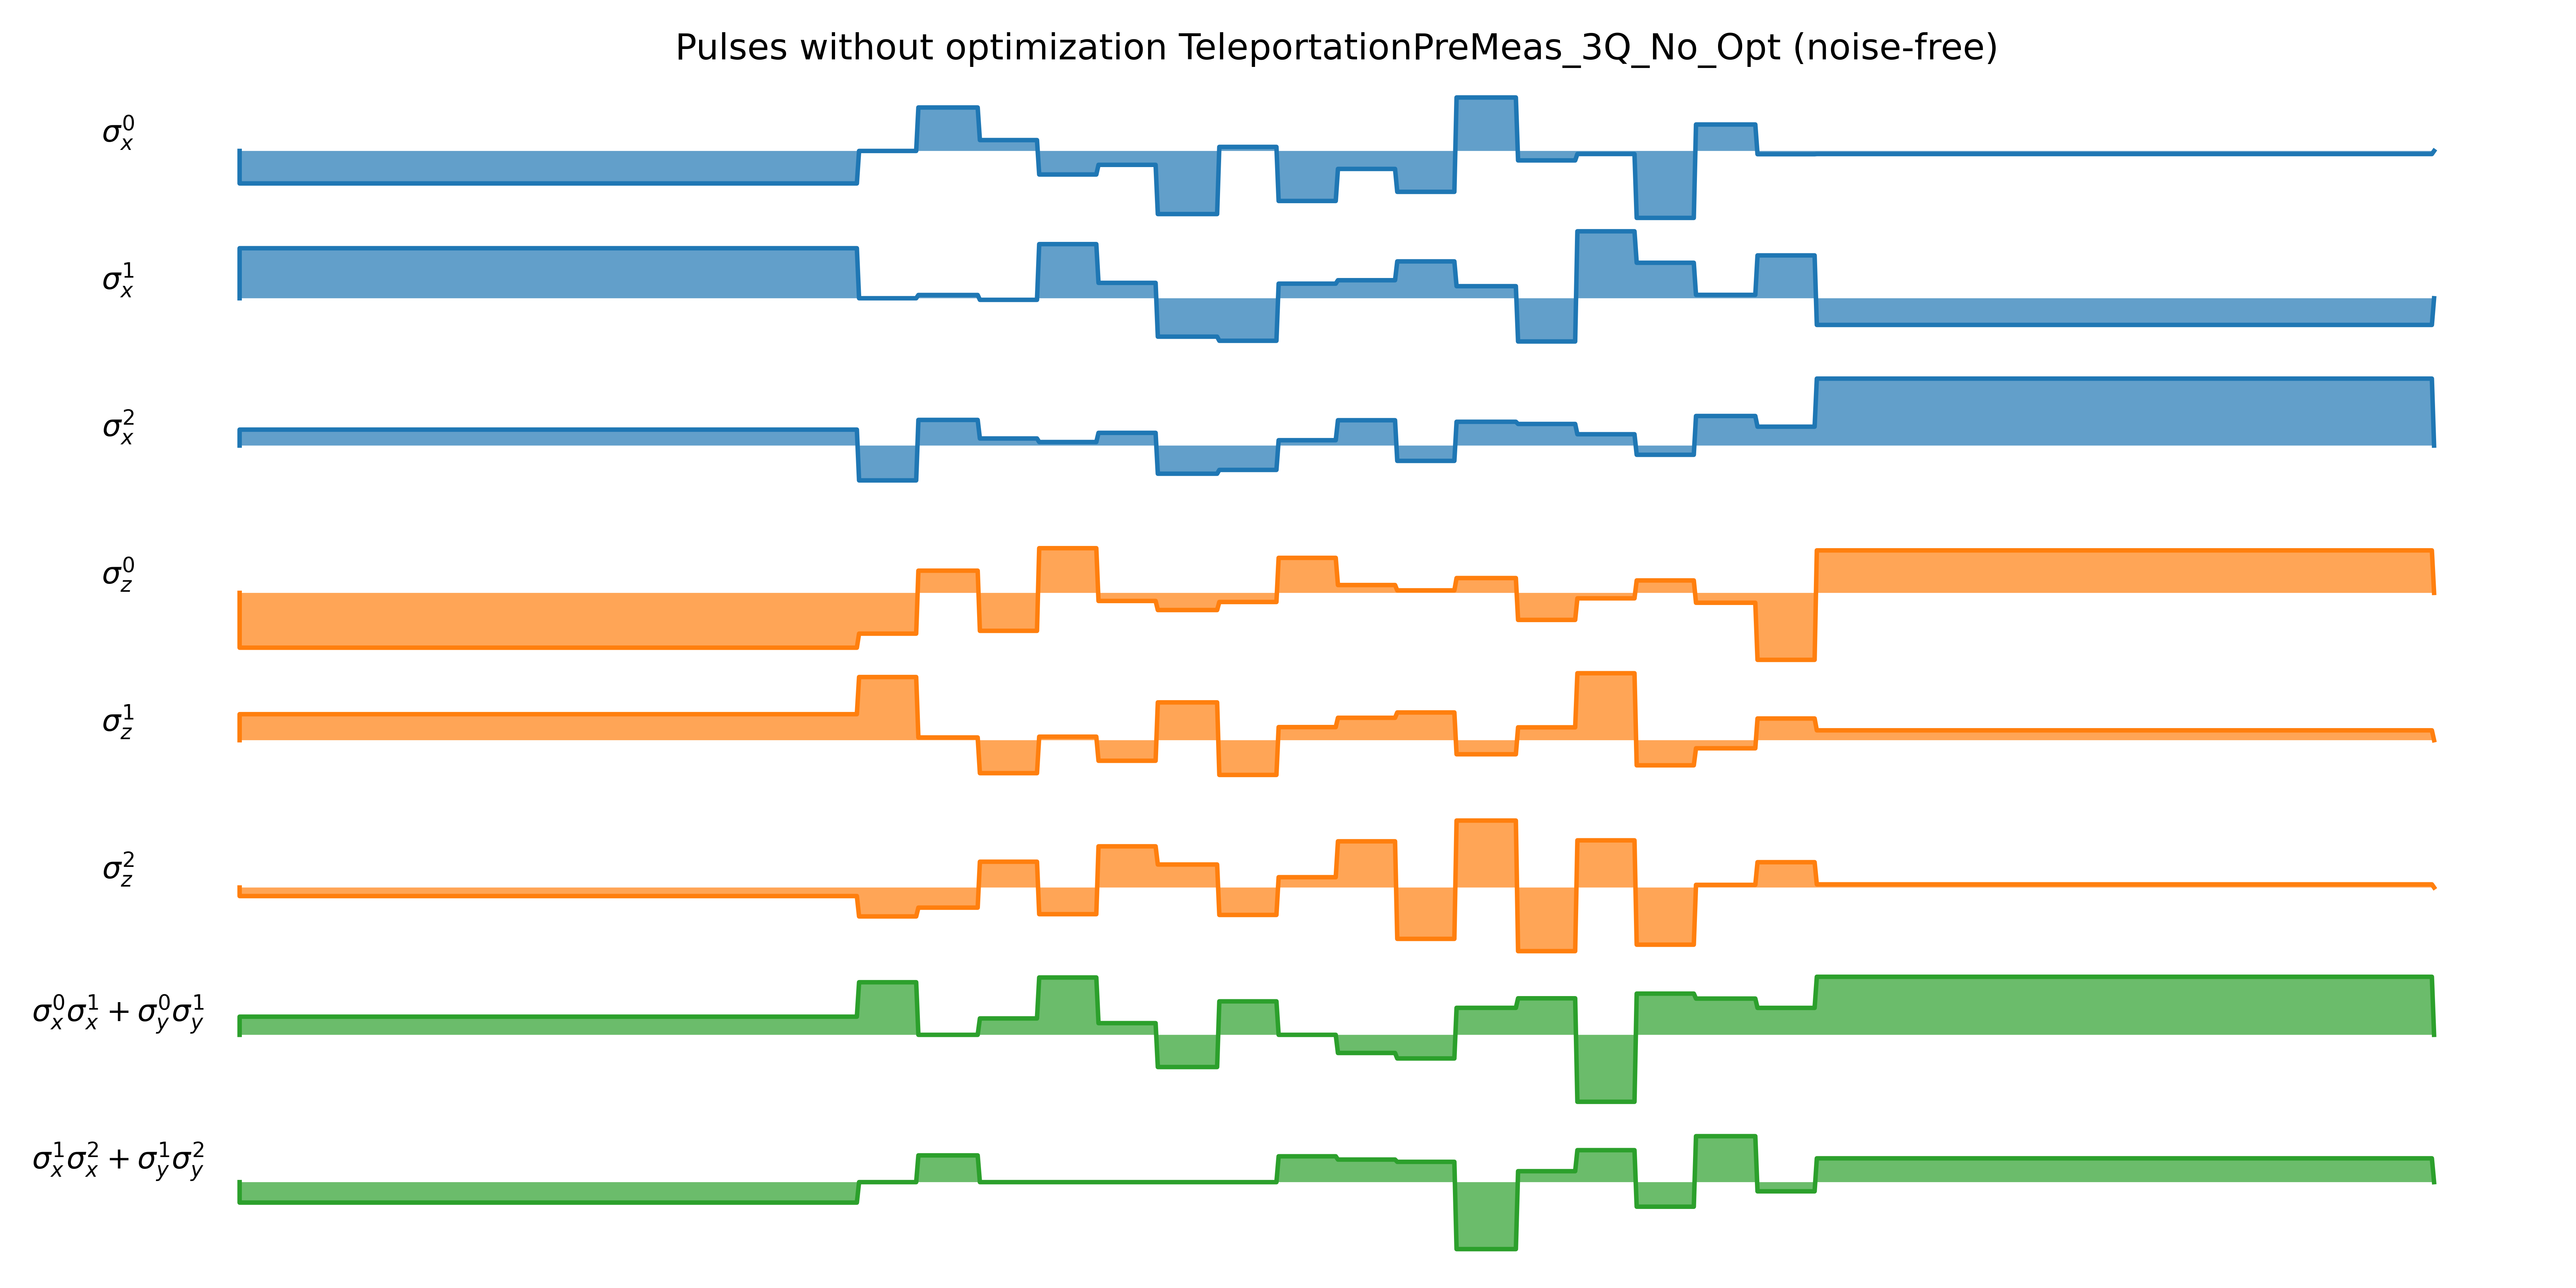 Pulses without optimization TeleportationPreMeas_3Q_No_Opt (noise-free)
σ_x^0
σ_x^1
σ_x^2
σ_z^0
σ_z^1
σ_z^2
σ_x^0σ_x^1 + σ_y^0σ_y^1
σ_x^1σ_x^2 + σ_y^1σ_y^2